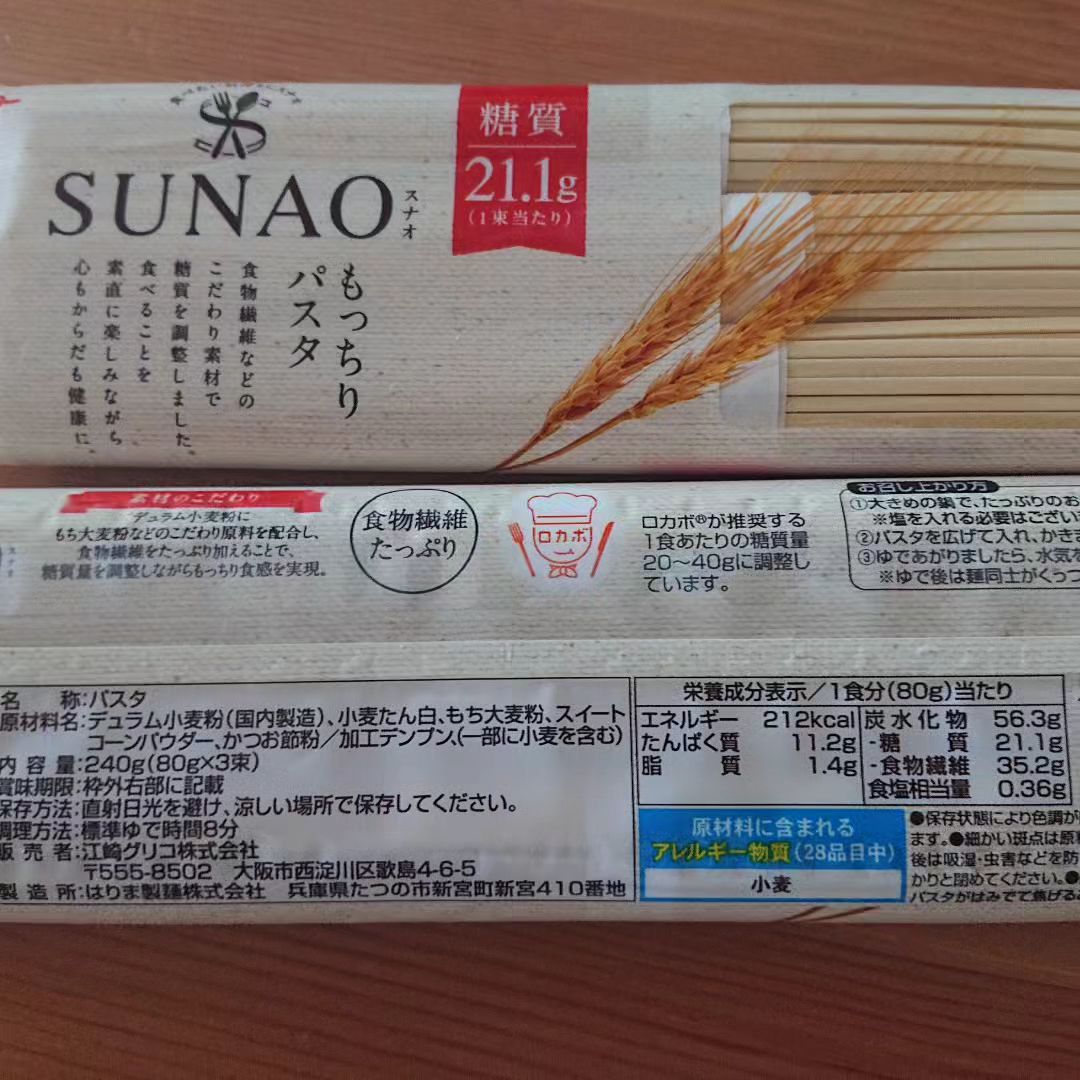 SUNAO
スナオ
もっちり
パスタ
食物繊維などの
こだわり素材で
糖質を調整しました。
食べることを
素直に楽しみながら
心もからだも健康に。
糖質
21.1g
(1束当たり)
素材のこだわり
デュラム小麦粉に
もち大麦粉などのこだわり原料を配合し、
食物繊維をたっぷり加えることで、
糖質量を調整しながらもっちり食感を実現。
食物繊維
たっぷり
ロカボ
ロカボ®が推奨する
1食あたりの糖質量
20～40gに調整し
ています。
お召し上がり方
①大きめの鍋で、たっぷりのお
※塩を入れる必要はござい
②パスタを広げて入れ、かきま
③ゆであがりましたら、水気を
※ゆで後は麺同士がくっつ
名 称:パスタ
原材料名:デュラム小麦粉(国内製造)、小麦たん白、もち大麦粉、スイート
コーンパウダー、かつお節粉／加工デンプン、(一部に小麦を含む)
内 容 量:240g(80g×3束)
賞味期限:枠外右部に記載
保存方法:直射日光を避け、涼しい場所で保存してください。
調理方法:標準ゆで時間8分
販 売 者:江崎グリコ株式会社
〒555-8502 大阪市西淀川区歌島4-6-5
製 造 所:はりま製麺株式会社 兵庫県たつの市新宮町新宮410番地
栄養成分表示／1食分(80g)当たり
エネルギー 212kcal
たんぱく質 11.2g
脂 質 1.4g
炭水化物 56.3g
-糖 質 21.1g
-食物繊維 35.2g
食塩相当量 0.36g
原材料に含まれる
アレルギー物質(28品目中)
小麦
●保存状態により色調が
ます。●細かい斑点は原
後は吸湿・虫害などを防
かりと閉めてください。●
パスタがはみでて焦げる